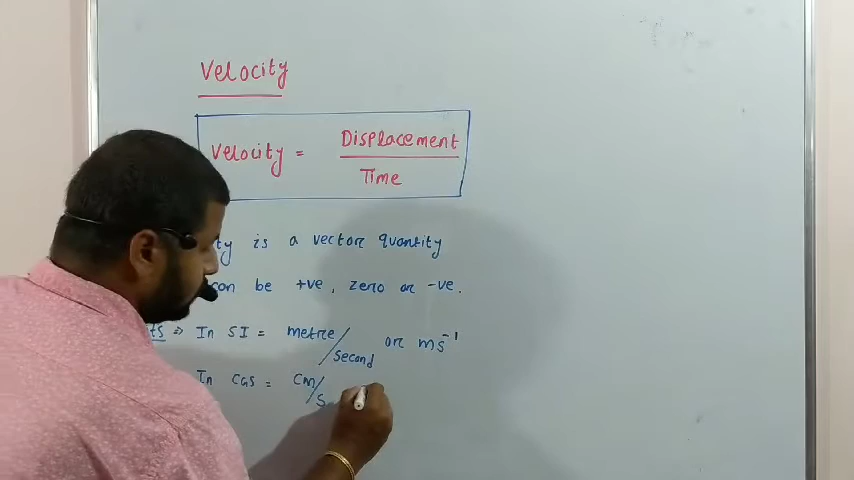 Velocity
Velocity = Displacement / Time
is a vector quantity
can be +ve, zero or -ve.
⇒ In SI = metre/second or ms⁻¹
In CGS = cm/s